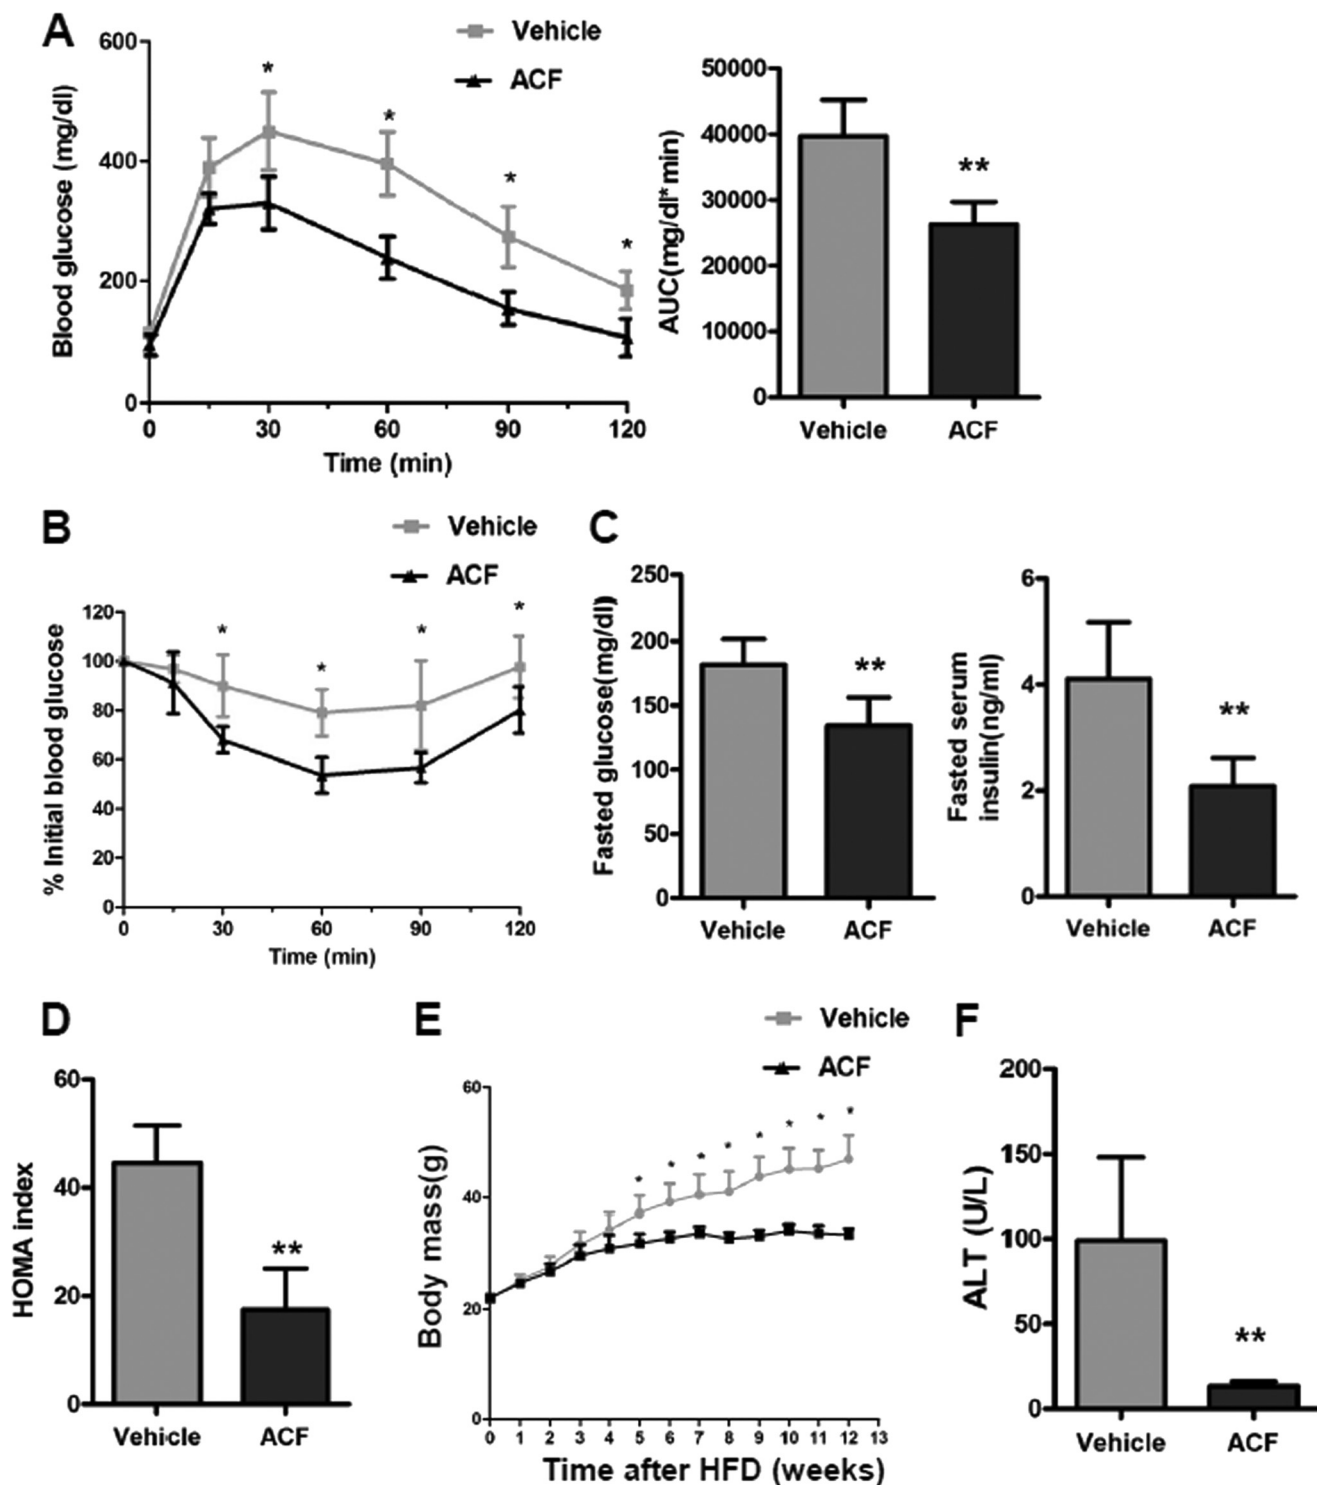 A
Vehicle
ACF
Blood glucose (mg/dl)
600
400
200
0
*
*
*
*
0 30 60 90 120
Time (min)
AUC(mg/dl*min)
50000
40000
30000
20000
10000
0
**
Vehicle ACF
B
Vehicle
ACF
% Initial blood glucose
120
100
80
60
40
20
0
*
*
*
*
0 30 60 90 120
Time (min)
C
Fasted glucose(mg/dl)
250
200
150
100
50
0
**
Vehicle ACF
Fasted serum
insulin(ng/ml)
6
4
2
0
**
Vehicle ACF
D
HOMA index
60
40
20
0
**
Vehicle ACF
E
Vehicle
ACF
Body mass(g)
60
40
20
0
* * * * * * * *
0 1 2 3 4 5 6 7 8 9 10 11 12 13
Time after HFD (weeks)
F
ALT (U/L)
200
150
100
50
0
**
Vehicle ACF